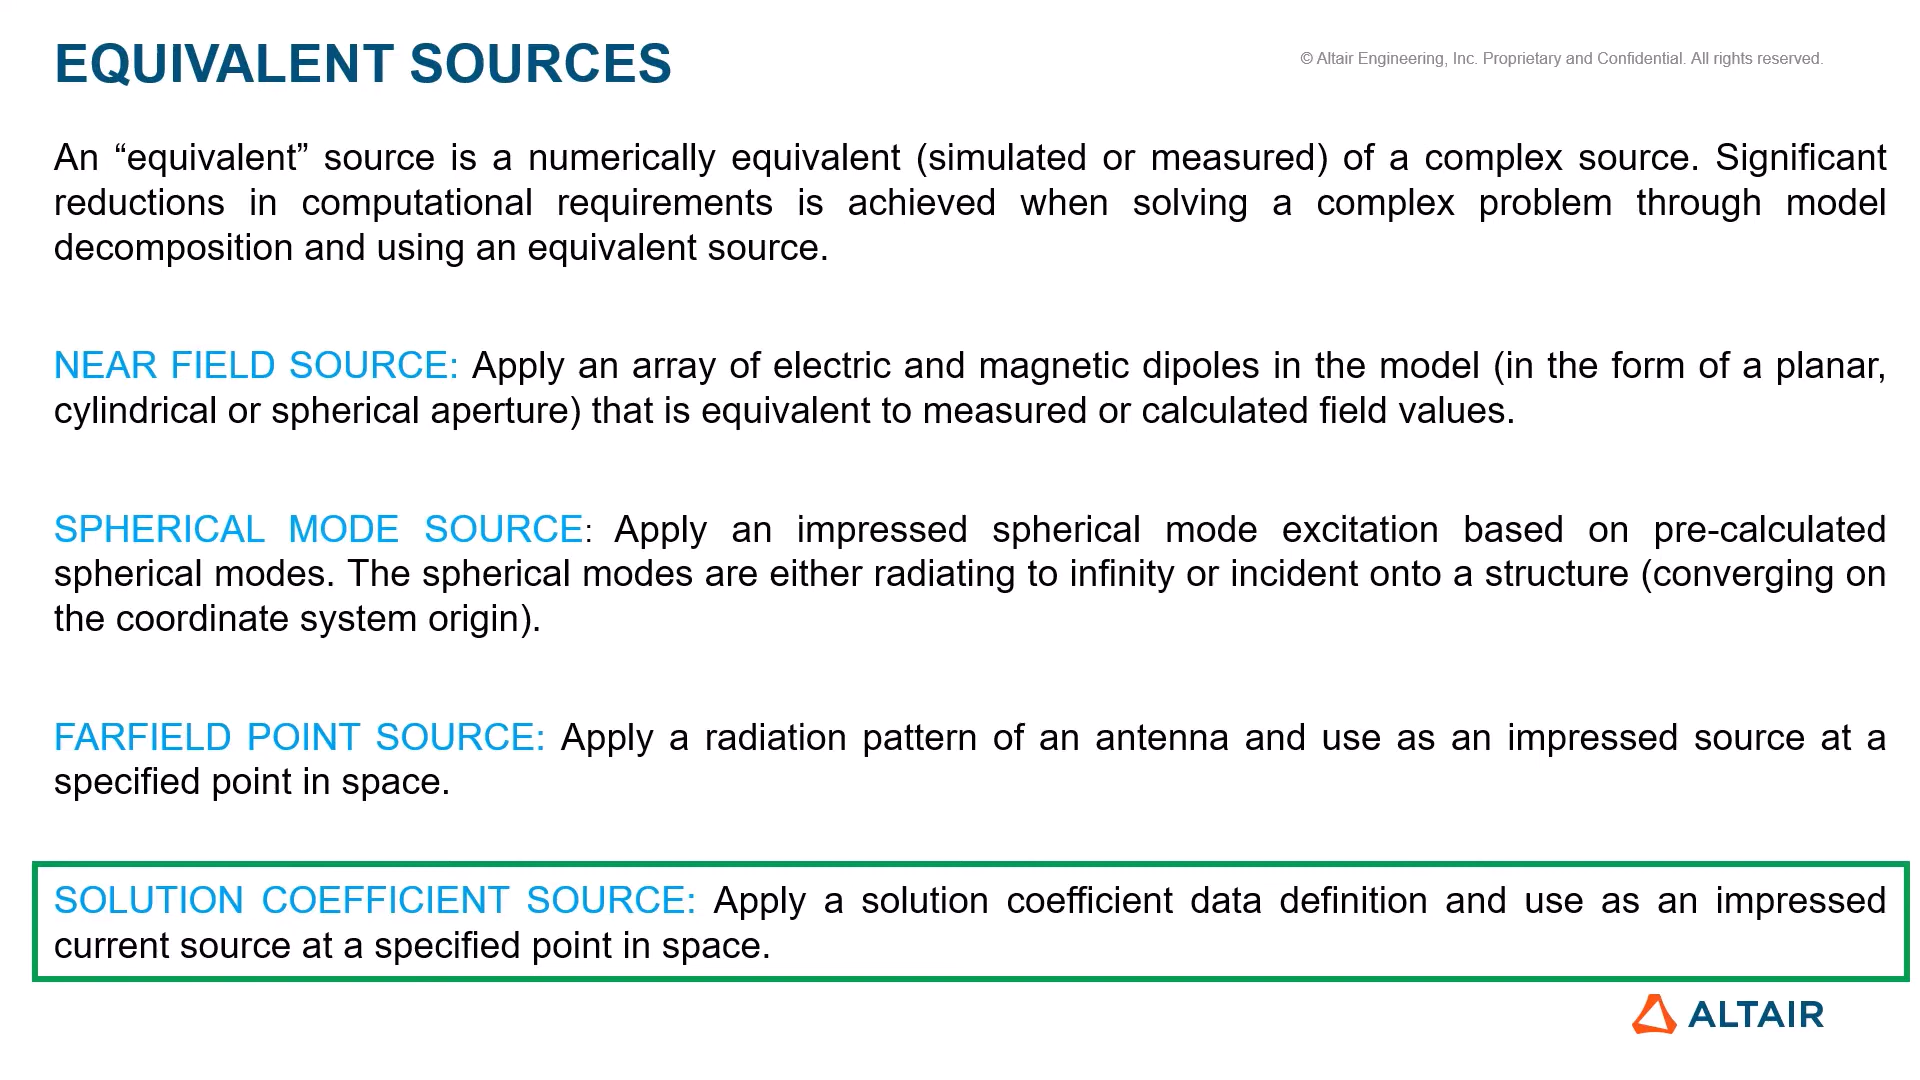 EQUIVALENT SOURCES
© Altair Engineering, Inc. Proprietary and Confidential. All rights reserved.
An “equivalent” source is a numerically equivalent (simulated or measured) of a complex source. Significant
reductions in computational requirements is achieved when solving a complex problem through model
decomposition and using an equivalent source.
NEAR FIELD SOURCE: Apply an array of electric and magnetic dipoles in the model (in the form of a planar,
cylindrical or spherical aperture) that is equivalent to measured or calculated field values.
SPHERICAL MODE SOURCE: Apply an impressed spherical mode excitation based on pre-calculated
spherical modes. The spherical modes are either radiating to infinity or incident onto a structure (converging on
the coordinate system origin).
FARFIELD POINT SOURCE: Apply a radiation pattern of an antenna and use as an impressed source at a
specified point in space.
SOLUTION COEFFICIENT SOURCE: Apply a solution coefficient data definition and use as an impressed
current source at a specified point in space.
ALTAIR